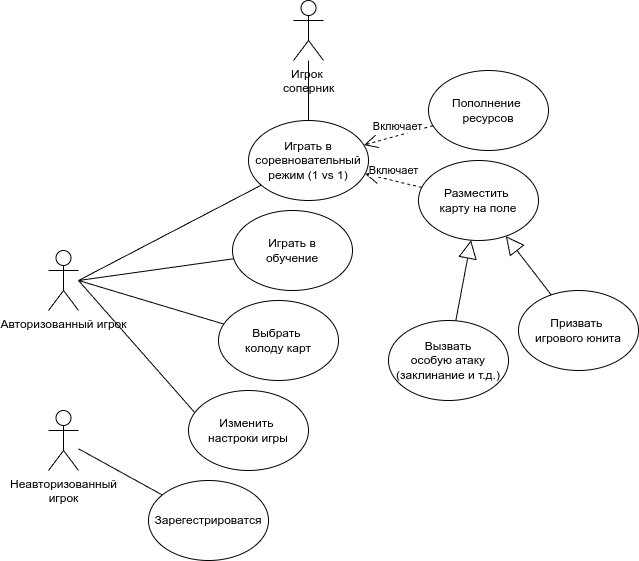 Игрок
соперник
Пополнение
ресурсов
Включает
Играть в
соревновательный
режим (1 vs 1)
Включает
Разместить
карту на поле
Играть в
обучение
Авторизованный игрок
Выбрать
колоду карт
Вызвать
особую атаку
(заклинание и т.д.)
Призвать
игрового юнита
Изменить
настроки игры
Неавторизованный
игрок
Зарегестрироватся